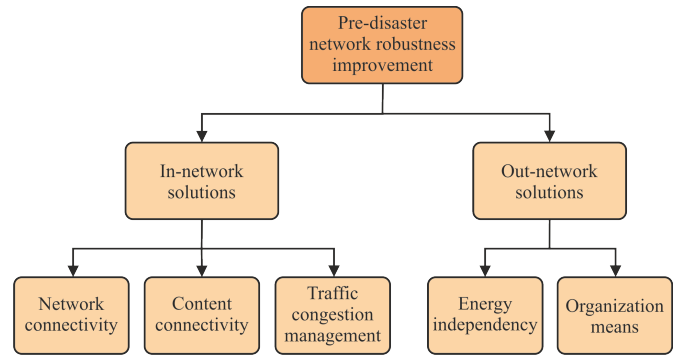 Pre-disaster
network robustness
improvement
In-network
solutions
Out-network
solutions
Network
connectivity
Content
connectivity
Traffic
congestion
management
Energy
independency
Organization
means